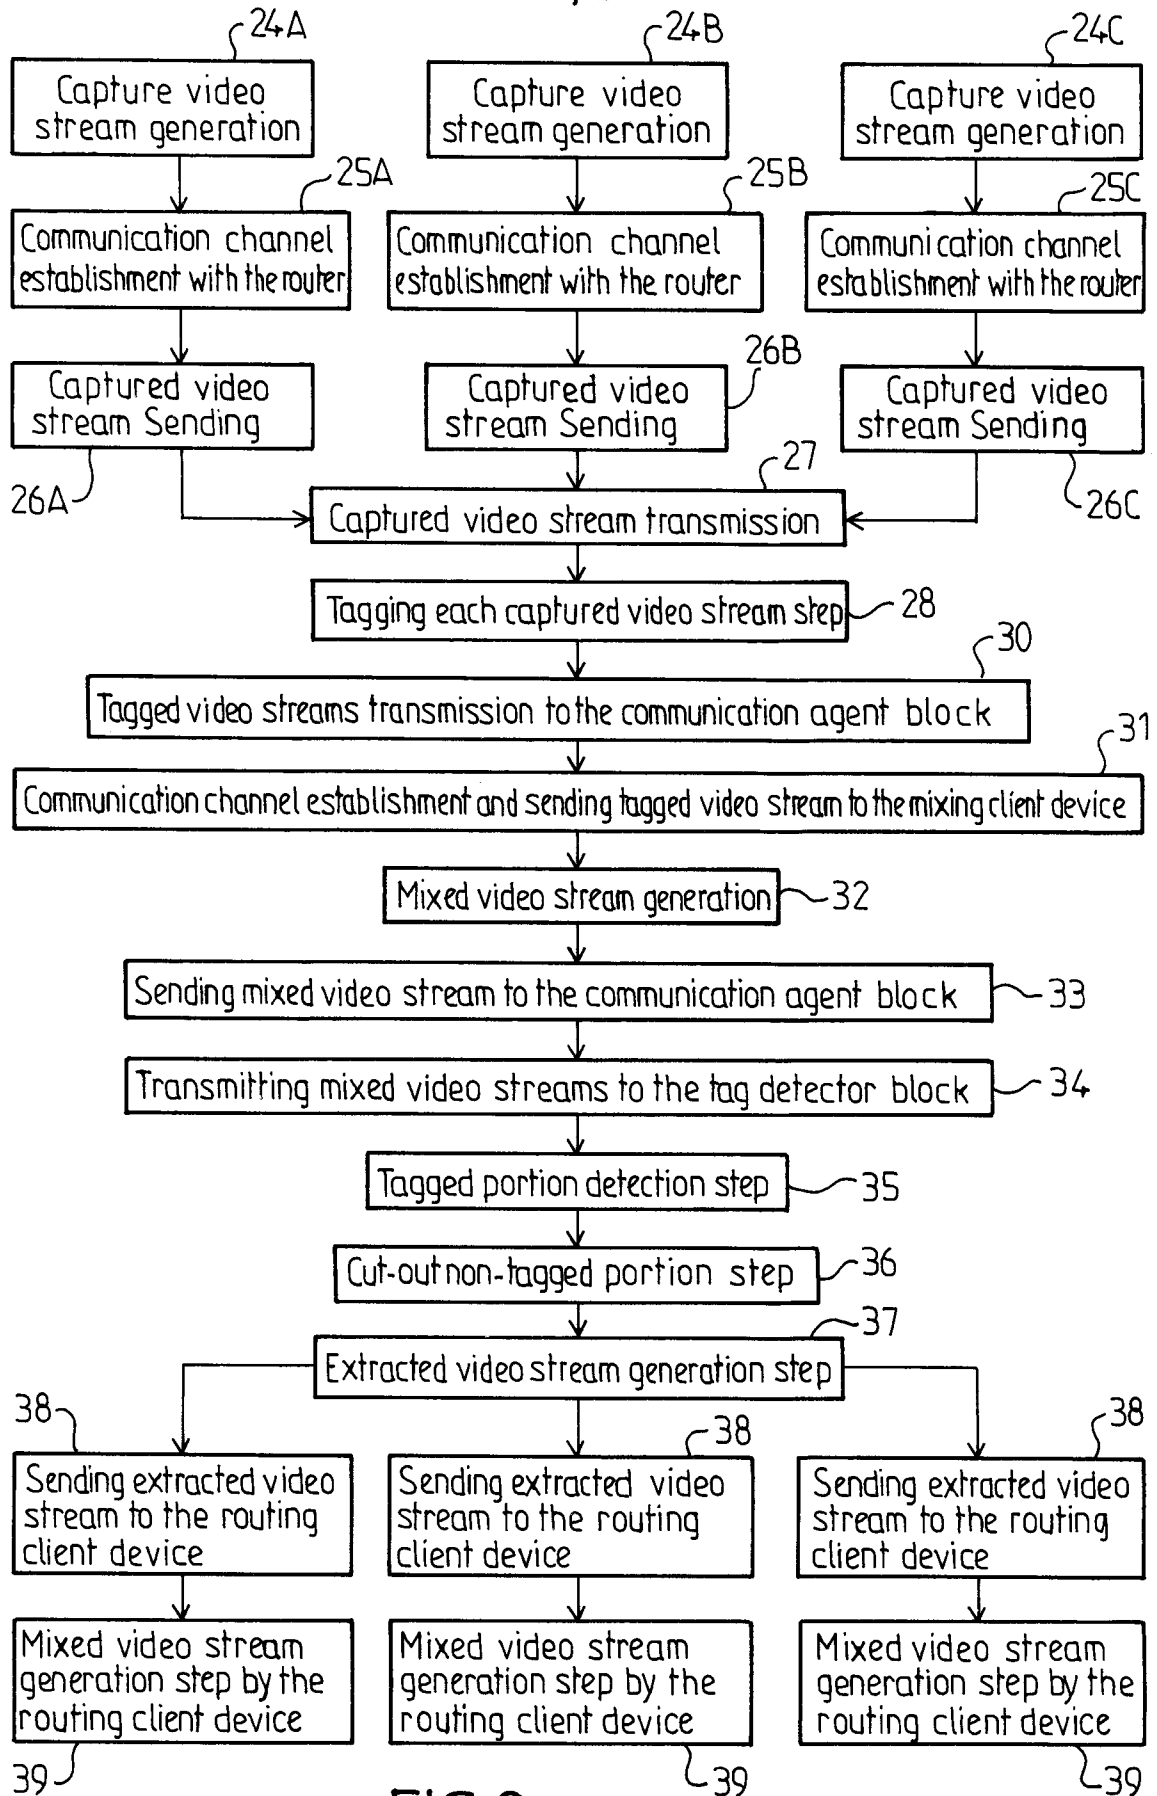 24A
24B
24C
Capture video
stream generation
Capture video
stream generation
Capture video
stream generation
25A
25B
25C
Communication channel
establishment with the router
Communication channel
establishment with the router
Communication channel
establishment with the router
26B
Captured video
stream Sending
Captured video
stream Sending
Captured video
stream Sending
26A
27
26C
Captured video stream transmission
Tagging each captured video stream step
28
30
Tagged video streams transmission to the communication agent block
31
Communication channel establishment and sending tagged video stream to the mixing client device
Mixed video stream generation
32
Sending mixed video stream to the communication agent block
33
Transmitting mixed video streams to the tag detector block
34
Tagged portion detection step
35
Cut-out non-tagged portion step
36
37
Extracted video stream generation step
38
38
38
Sending extracted video
stream to the routing
client device
Sending extracted video
stream to the routing
client device
Sending extracted video
stream to the routing
client device
Mixed video stream
generation step by the
routing client device
Mixed video stream
generation step by the
routing client device
Mixed video stream
generation step by the
routing client device
39
39
39